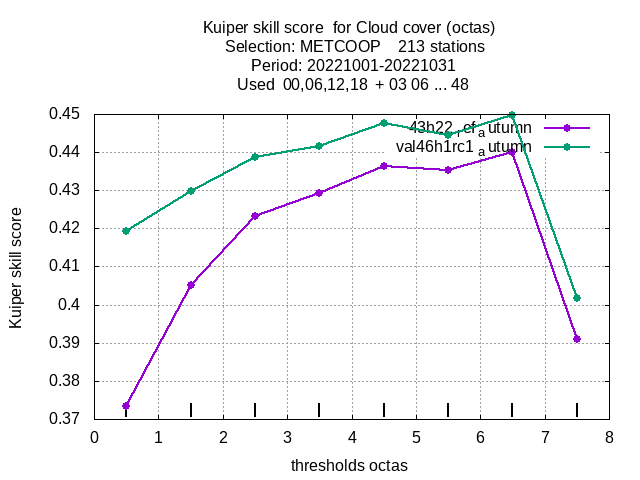 Kuiper skill score  for Cloud cover (octas)
Selection: METCOOP    213 stations
Period: 20221001-20221031
Used  00,06,12,18  + 03 06 ... 48
0.45
0.44
0.43
0.42
0.41
0.4
0.39
0.38
0.37
Kuiper skill score
43h22_ref_autumn
val46h1rc1_autumn
0 1 2 3 4 5 6 7 8
thresholds octas